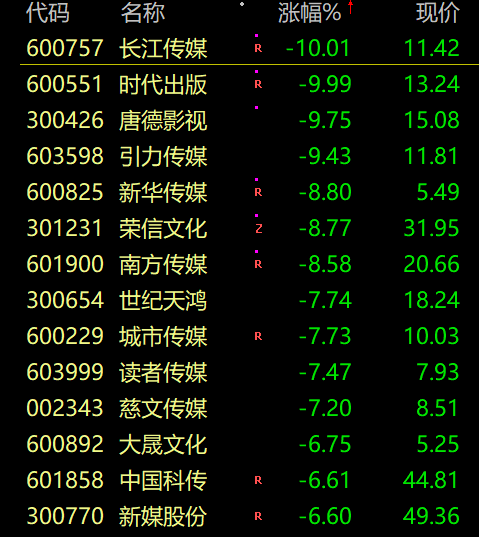 代码 名称 涨幅% ↑ 现价
600757 长江传媒 R -10.01 11.42
600551 时代出版 R -9.99 13.24
300426 唐德影视 -9.75 15.08
603598 引力传媒 -9.43 11.81
600825 新华传媒 R -8.80 5.49
301231 荣信文化 Z -8.77 31.95
601900 南方传媒 R -8.58 20.66
300654 世纪天鸿 -7.74 18.24
600229 城市传媒 R -7.73 10.03
603999 读者传媒 -7.47 7.93
002343 慈文传媒 -7.20 8.51
600892 大晟文化 -6.75 5.25
601858 中国科传 R -6.61 44.81
300770 新媒股份 R -6.60 49.36